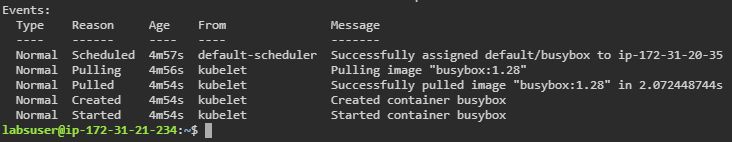 Events:
Type Reason Age From Message
---- ------ ---- ---- -------
Normal Scheduled 4m57s default-scheduler Successfully assigned default/busybox to ip-172-31-20-35
Normal Pulling 4m56s kubelet Pulling image "busybox:1.28"
Normal Pulled 4m54s kubelet Successfully pulled image "busybox:1.28" in 2.072448744s
Normal Created 4m54s kubelet Created container busybox
Normal Started 4m54s kubelet Started container busybox
labsuser@ip-172-31-21-234:~$